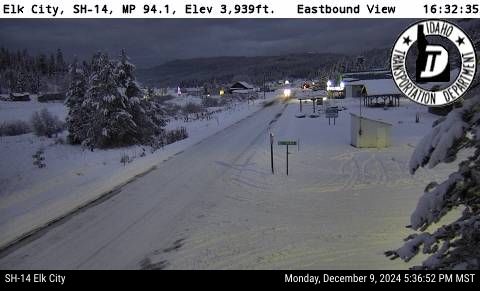 Elk City, SH-14, MP 94.1, Elev 3,939ft. Eastbound View 16:32:35
IDAHO
TRANSPORTATION DEPARTMENT
SH-14 Elk City Monday, December 9, 2024 5:36:52 PM MST